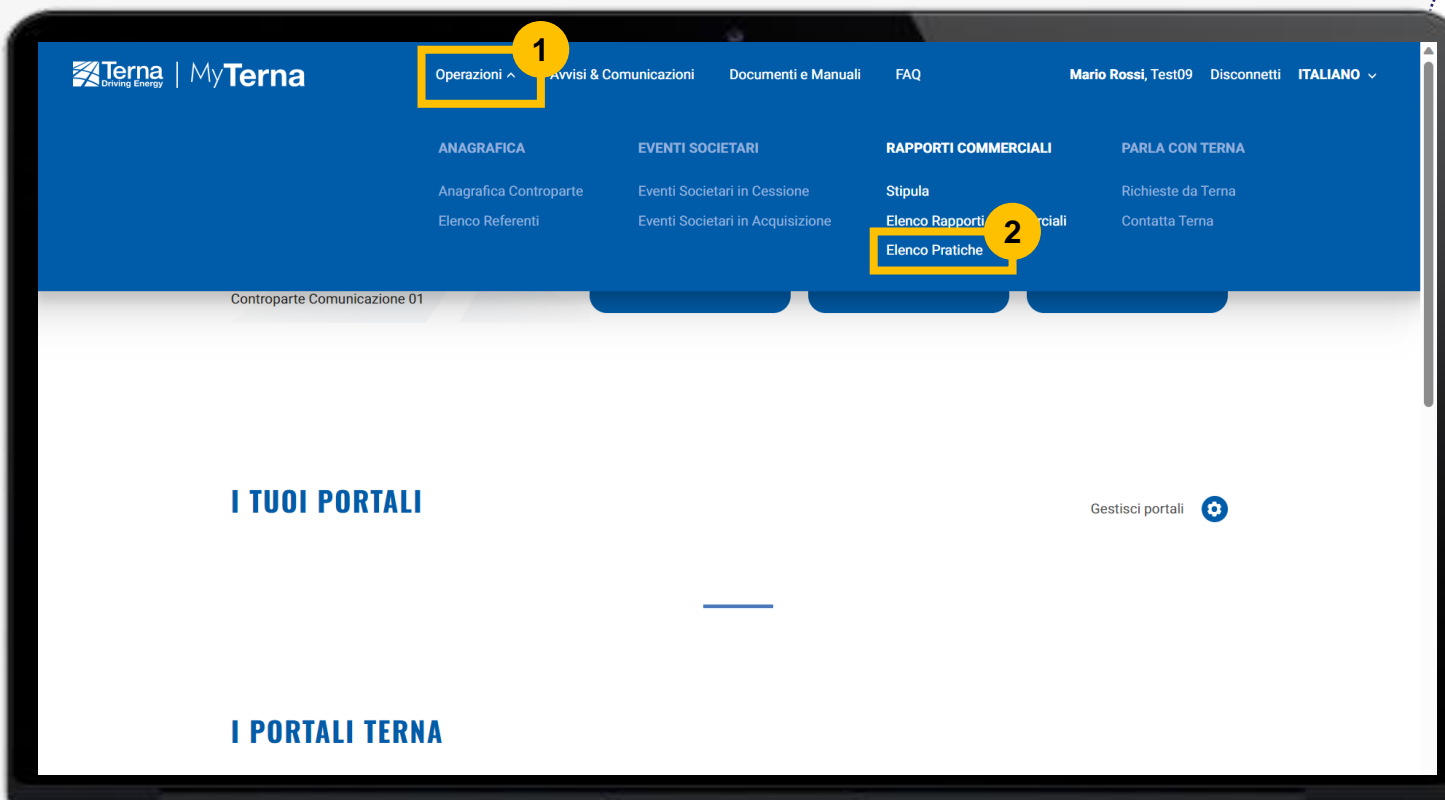 1
Terna
Driving Energy
MyTerna
Operazioni
Avvisi & Comunicazioni
Documenti e Manuali
FAQ
Mario Rossi, Test09
Disconnetti
ITALIANO
ANAGRAFICA
EVENTI SOCIETARI
RAPPORTI COMMERCIALI
PARLA CON TERNA
Anagrafica Controparte
Eventi Societari in Cessione
Stipula
Richieste da Terna
Elenco Referenti
Eventi Societari in Acquisizione
Elenco Rapporti
Contatta Terna
2
Elenco Pratiche
Controparte Comunicazione 01
I TUOI PORTALI
Gestisci portali
I PORTALI TERNA